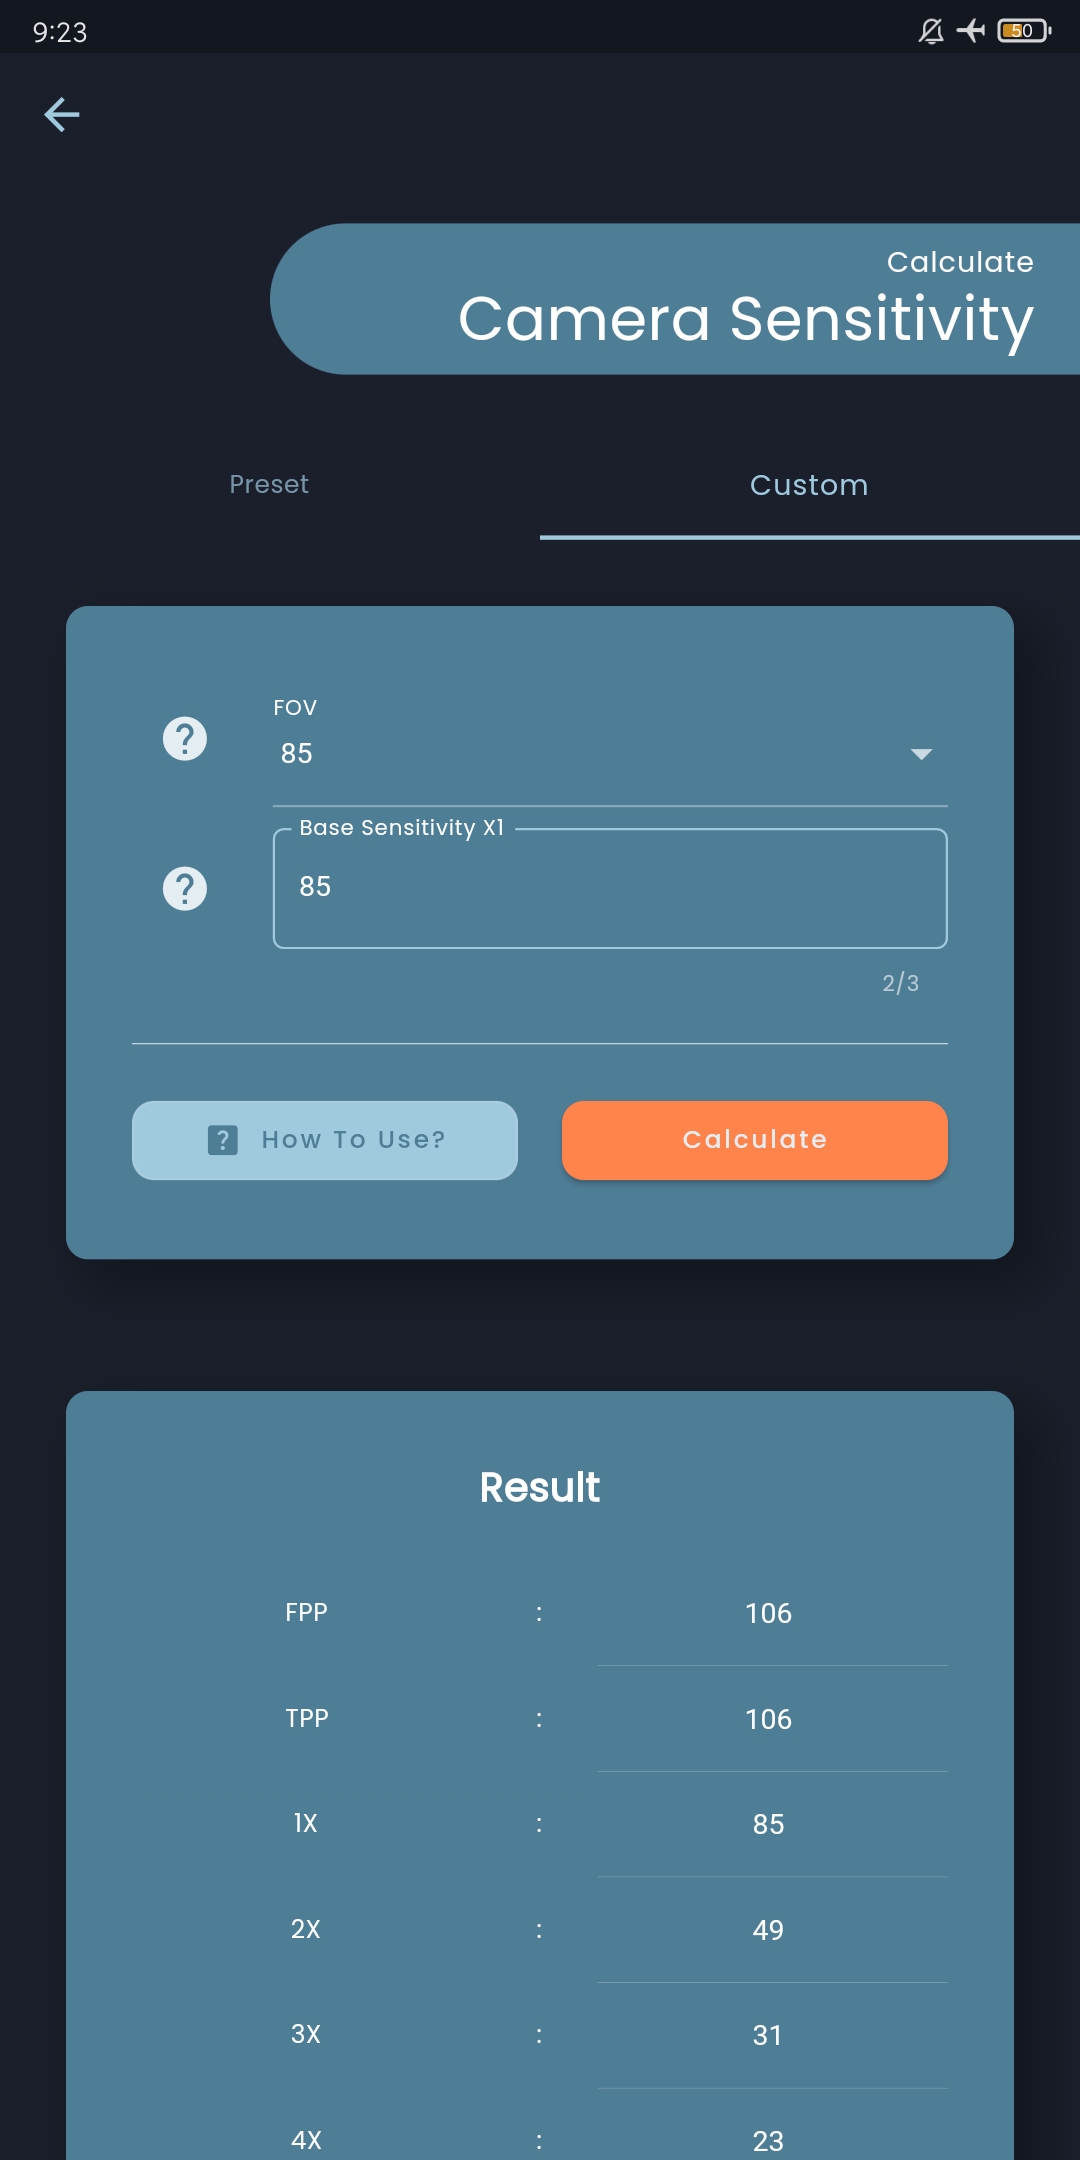 9:23
50
Calculate
Camera Sensitivity
Preset
Custom
FOV
85
Base Sensitivity X1
85
2/3
How To Use?
Calculate
Result
FPP : 106
TPP : 106
1X : 85
2X : 49
3X : 31
4X : 23